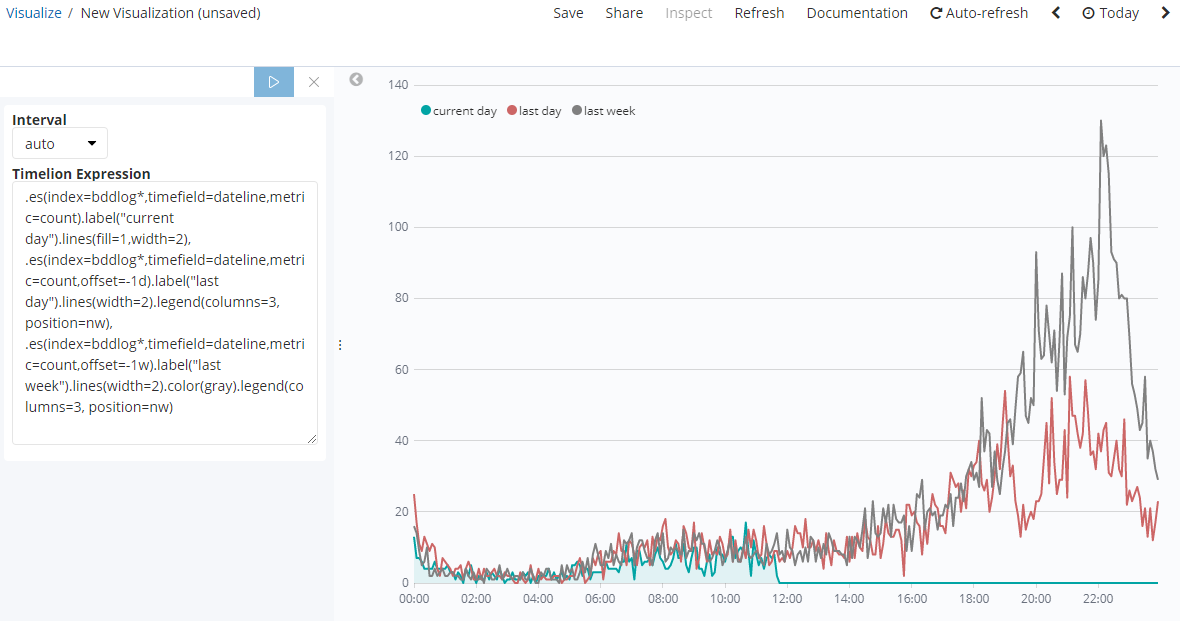 Visualize / New Visualization (unsaved)
Save Share Inspect Refresh Documentation Auto-refresh Today
Interval
auto
Timelion Expression
.es(index=bddlog*,timefield=dateline,metri
c=count).label("current
day").lines(fill=1,width=2),
.es(index=bddlog*,timefield=dateline,metri
c=count,offset=-1d).label("last
day").lines(width=2).legend(columns=3,
position=nw),
.es(index=bddlog*,timefield=dateline,metri
c=count,offset=-1w).label("last
week").lines(width=2).color(gray).legend(co
lumns=3, position=nw)
current day last day last week
140
120
100
80
60
40
20
0
00:00 02:00 04:00 06:00 08:00 10:00 12:00 14:00 16:00 18:00 20:00 22:00